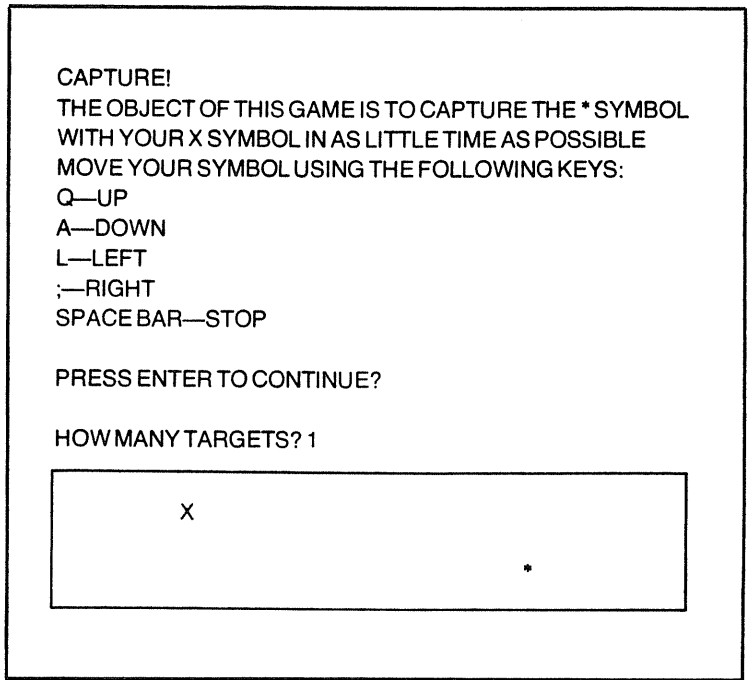 CAPTURE!
THE OBJECT OF THIS GAME IS TO CAPTURE THE * SYMBOL
WITH YOUR X SYMBOL IN AS LITTLE TIME AS POSSIBLE
MOVE YOUR SYMBOL USING THE FOLLOWING KEYS:
Q—UP
A—DOWN
L—LEFT
;—RIGHT
SPACE BAR—STOP
PRESS ENTER TO CONTINUE?
HOW MANY TARGETS? 1
X
*